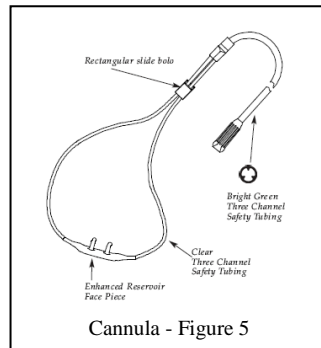 Rectangular slide bolo
Bright Green
Three Channel
Safety Tubing
Clear
Three Channel
Safety Tubing
Enhanced Reservoir
Face Piece
Cannula - Figure 5